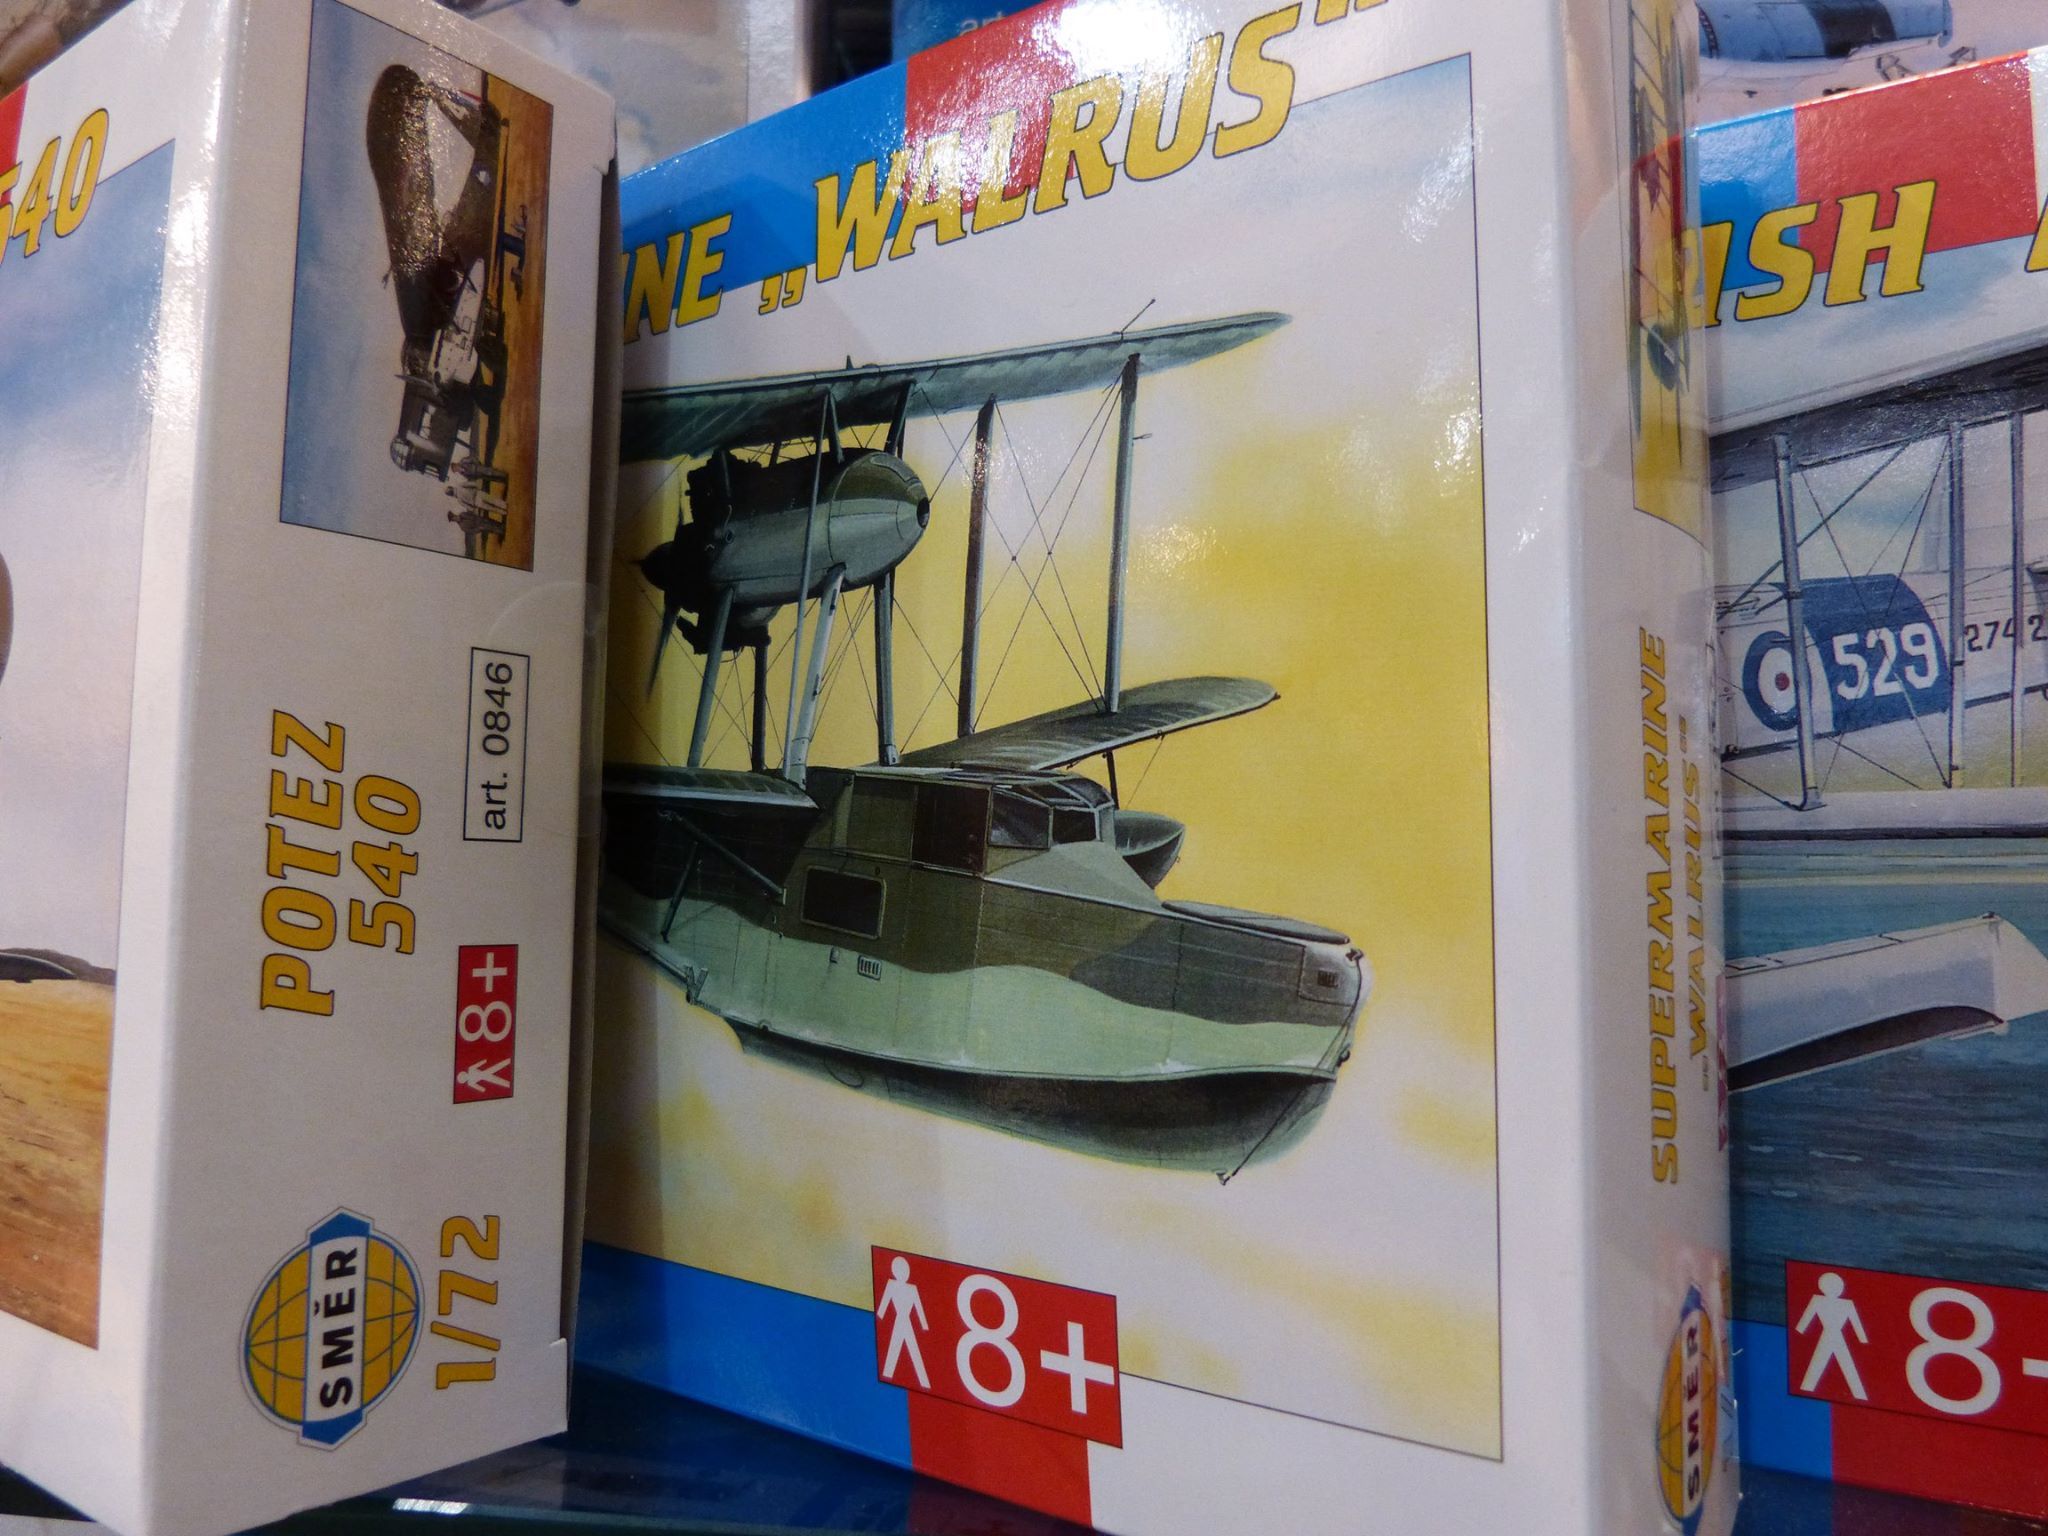 540
POTEZ
540
art. 0846
8+
SMĚR
1/72
INE „WALRUS"
8+
SUPERMARINE
"WALRUS"
SMĚR
ISH
529
274
8